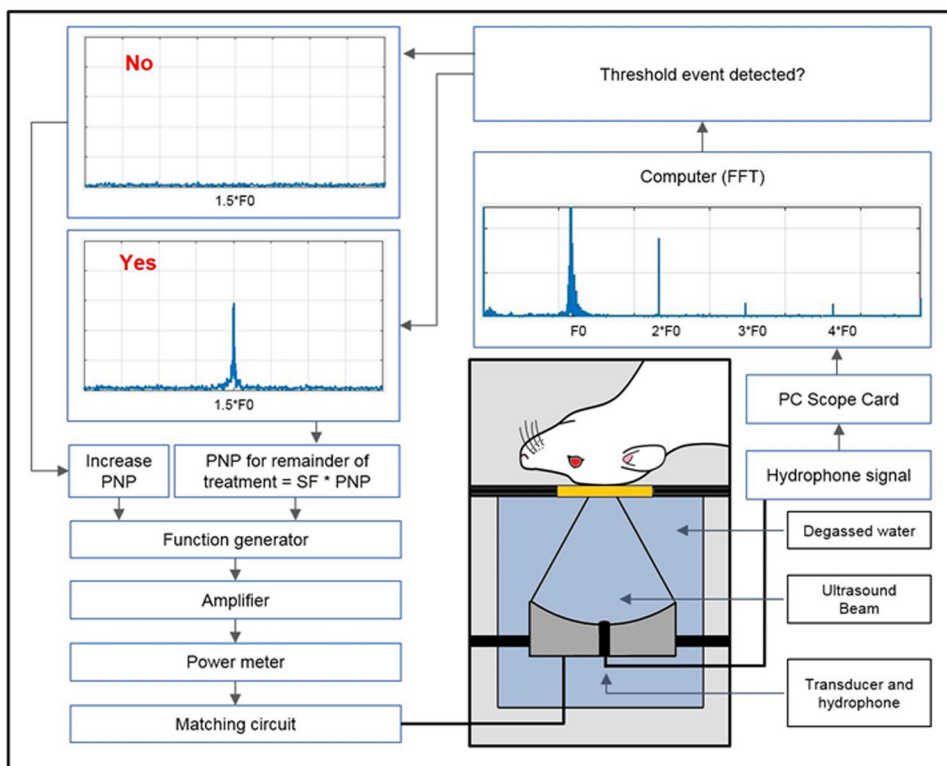 No
1.5*F0
Threshold event detected?
Yes
1.5*F0
Computer (FFT)
F0 2*F0 3*F0 4*F0
PC Scope Card
Hydrophone signal
Increase
PNP
PNP for remainder of
treatment = SF * PNP
Function generator
Amplifier
Power meter
Matching circuit
Degassed water
Ultrasound
Beam
Transducer and
hydrophone